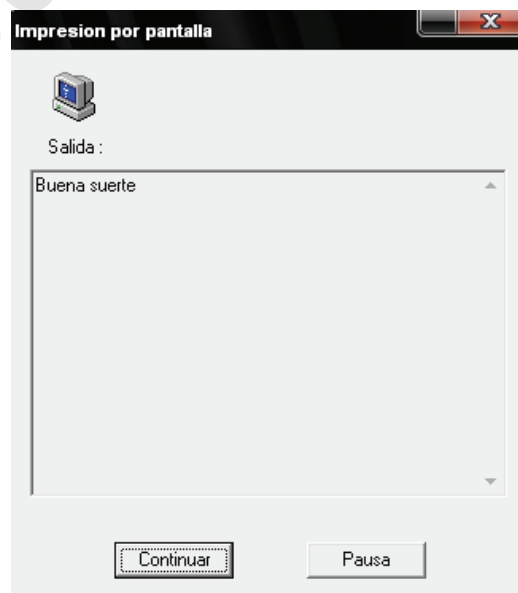 Impresion por pantalla
Salida :
Buena suerte
Continuar
Pausa